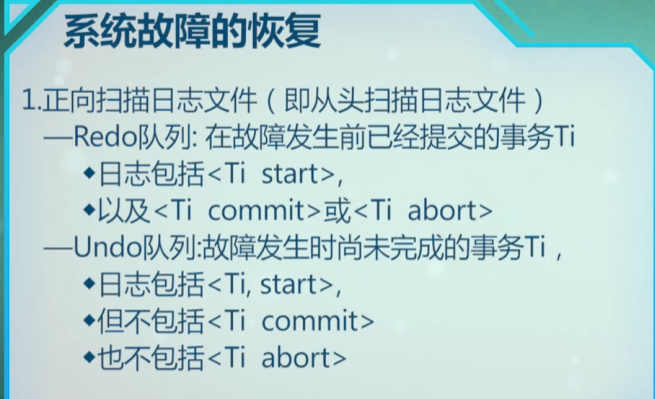 系统故障的恢复
1.正向扫描日志文件（即从头扫描日志文件）
—Redo队列: 在故障发生前已经提交的事务Ti
◆日志包括<Ti start>,
◆以及<Ti commit>或<Ti abort>
—Undo队列:故障发生时尚未完成的事务Ti，
◆日志包括<Ti, start>,
◆但不包括<Ti commit>
◆也不包括<Ti abort>